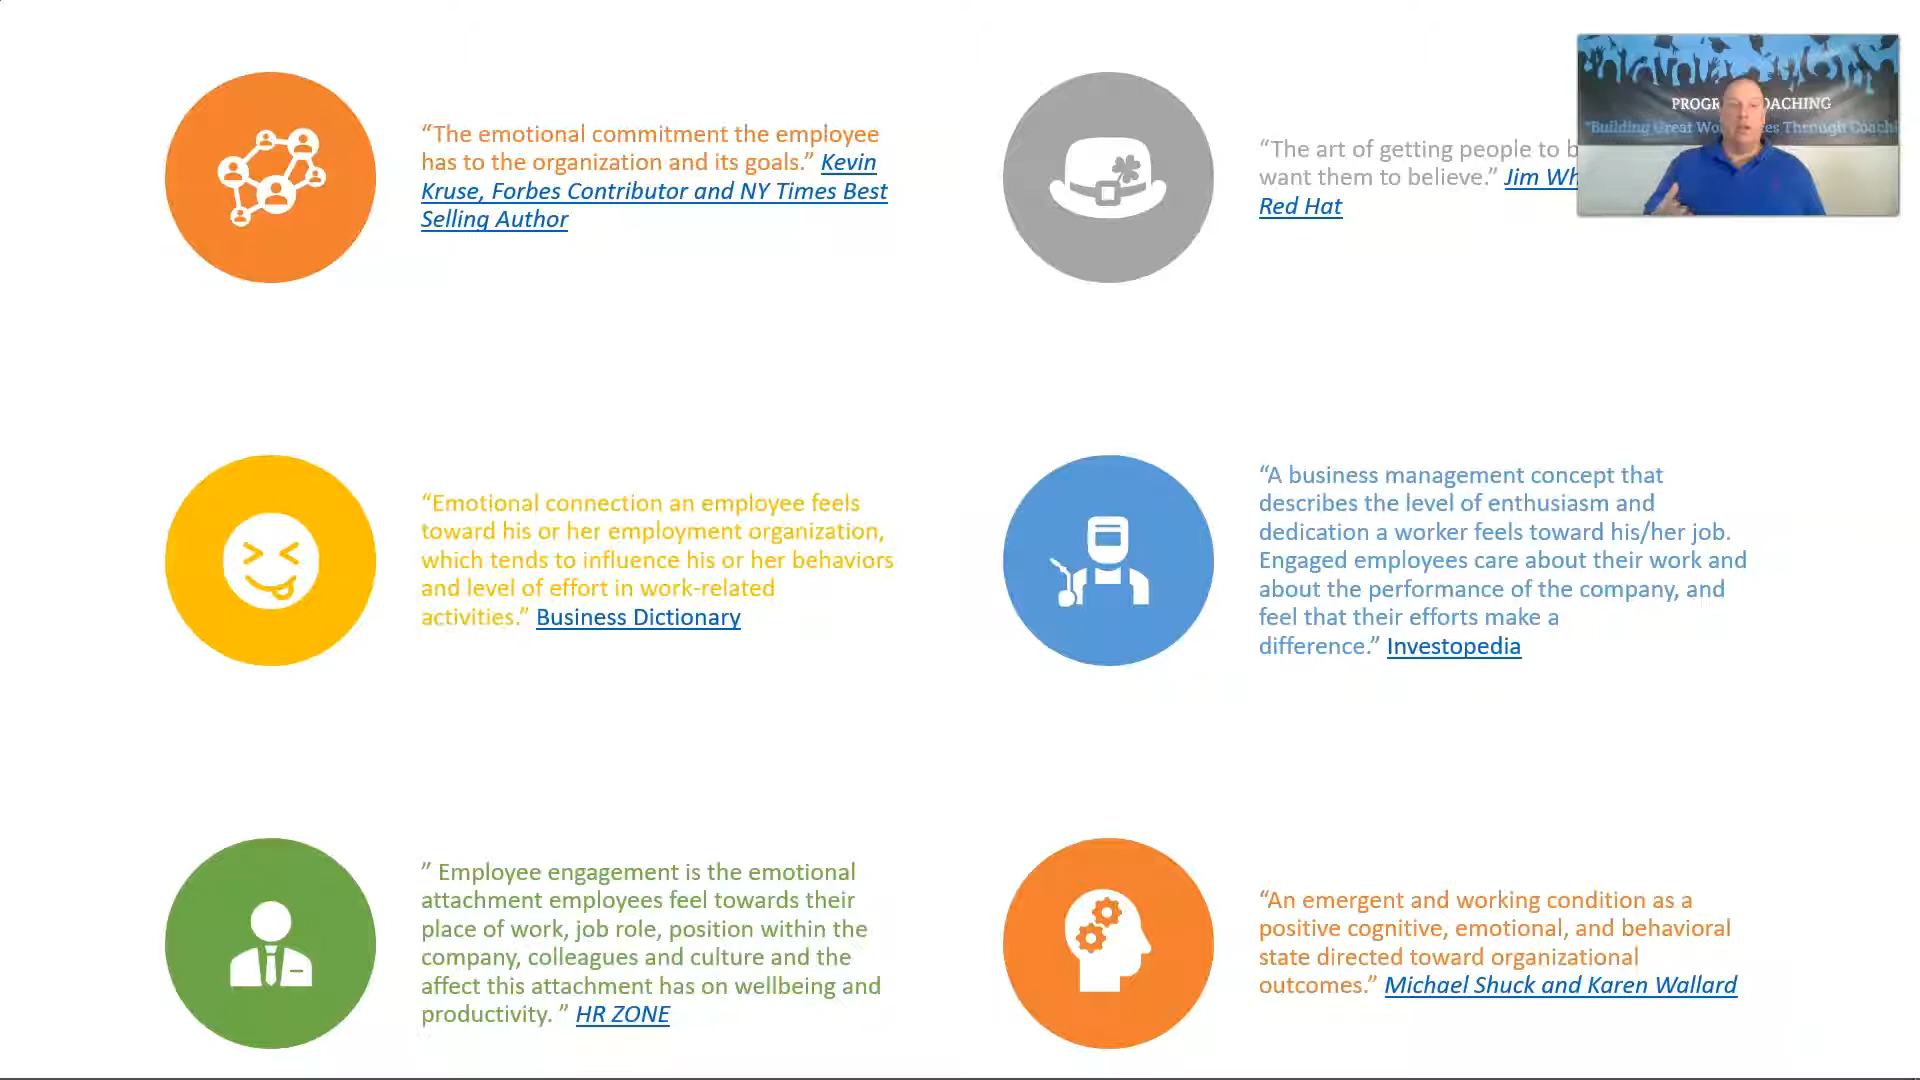 “The emotional commitment the employee
has to the organization and its goals.” Kevin
Kruse, Forbes Contributor and NY Times Best
Selling Author
“The art of getting people to
want them to believe.” Jim
Red Hat
PROGR OACHING
"Building Great Wo es Through Coach
“Emotional connection an employee feels
toward his or her employment organization,
which tends to influence his or her behaviors
and level of effort in work-related
activities.” Business Dictionary
“A business management concept that
describes the level of enthusiasm and
dedication a worker feels toward his/her job.
Engaged employees care about their work and
about the performance of the company, and
feel that their efforts make a
difference.” Investopedia
” Employee engagement is the emotional
attachment employees feel towards their
place of work, job role, position within the
company, colleagues and culture and the
affect this attachment has on wellbeing and
productivity. ” HR ZONE
“An emergent and working condition as a
positive cognitive, emotional, and behavioral
state directed toward organizational
outcomes.” Michael Shuck and Karen Wallard